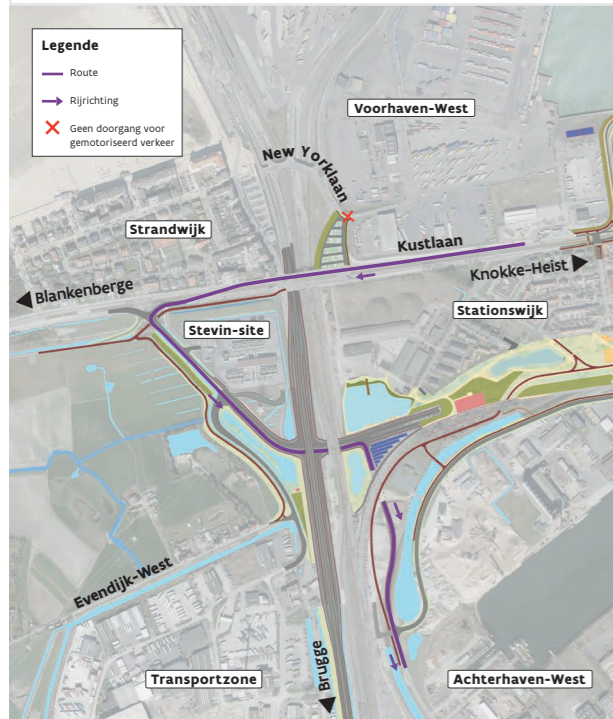 Legende
Route
Rijrichting
Geen doorgang voor
gemotoriseerd verkeer
Voorhaven-West
New Yorklaan
Strandwijk
Kustlaan
Knokke-Heist
Blankenberge
Stationswijk
Stevin-site
Evendijk-West
Transportzone
Brugge
Achterhaven-West